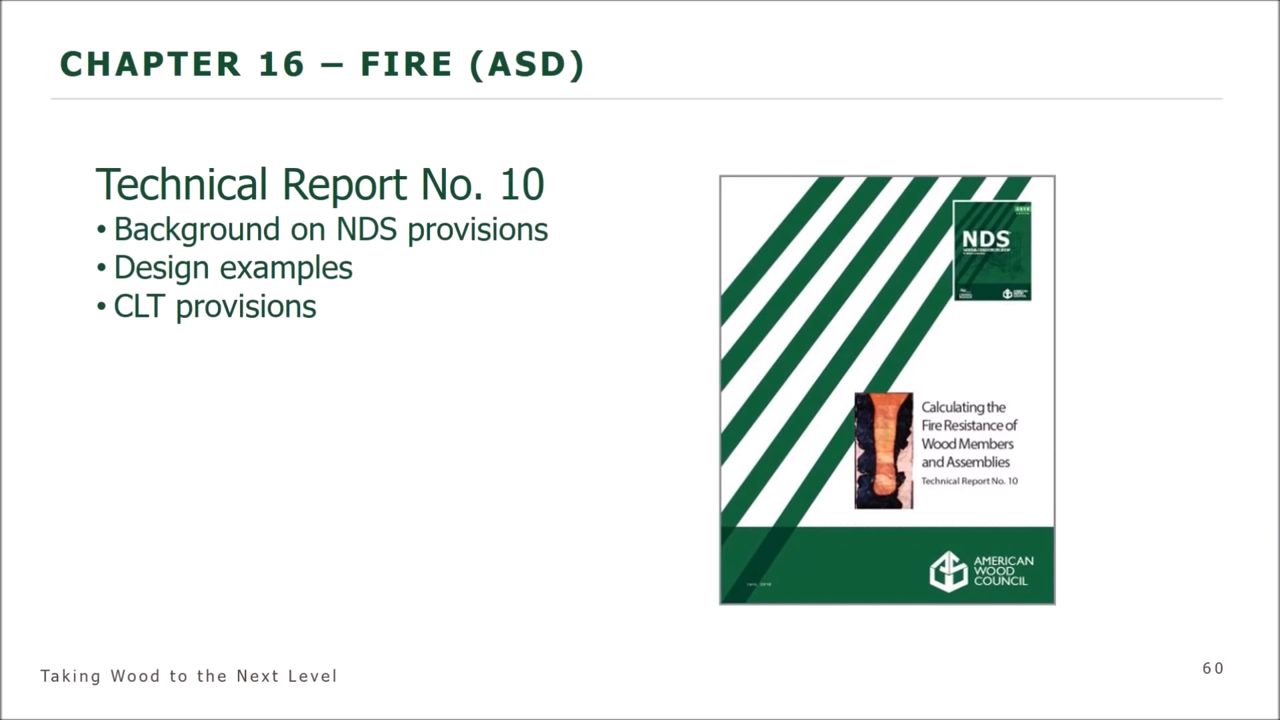 CHAPTER 16 – FIRE (ASD)
Technical Report No. 10
• Background on NDS provisions
• Design examples
• CLT provisions
NDS
Calculating the
Fire Resistance of
Wood Members
and Assemblies
Technical Report No. 10
AMERICAN
WOOD
COUNCIL
Taking Wood to the Next Level
60